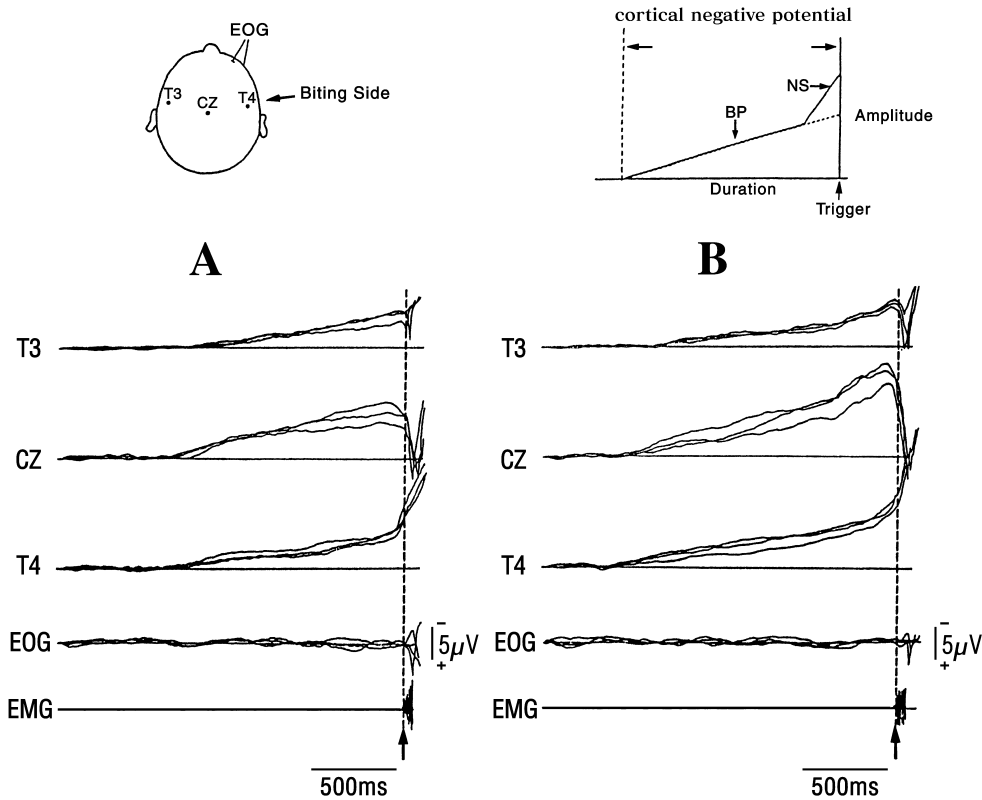 EOG
T3
CZ
T4
Biting Side
cortical negative potential
NS
BP
Amplitude
Duration
Trigger
A
T3
CZ
T4
EOG
− 5μV +
EMG
500ms
B
T3
CZ
T4
EOG
− 5μV +
EMG
500ms